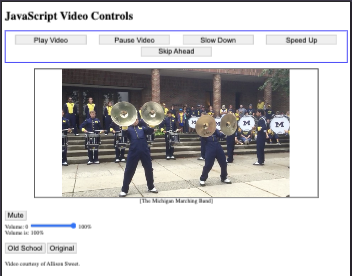 JavaScript Video Controls
Play Video Pause Video Slow Down Speed Up
Skip Ahead
M M
[The Michigan Marching Band]
Mute
Volume: 0 100%
Volume is: 100%
Old School Original
Video courtesy of Allison Sweet.